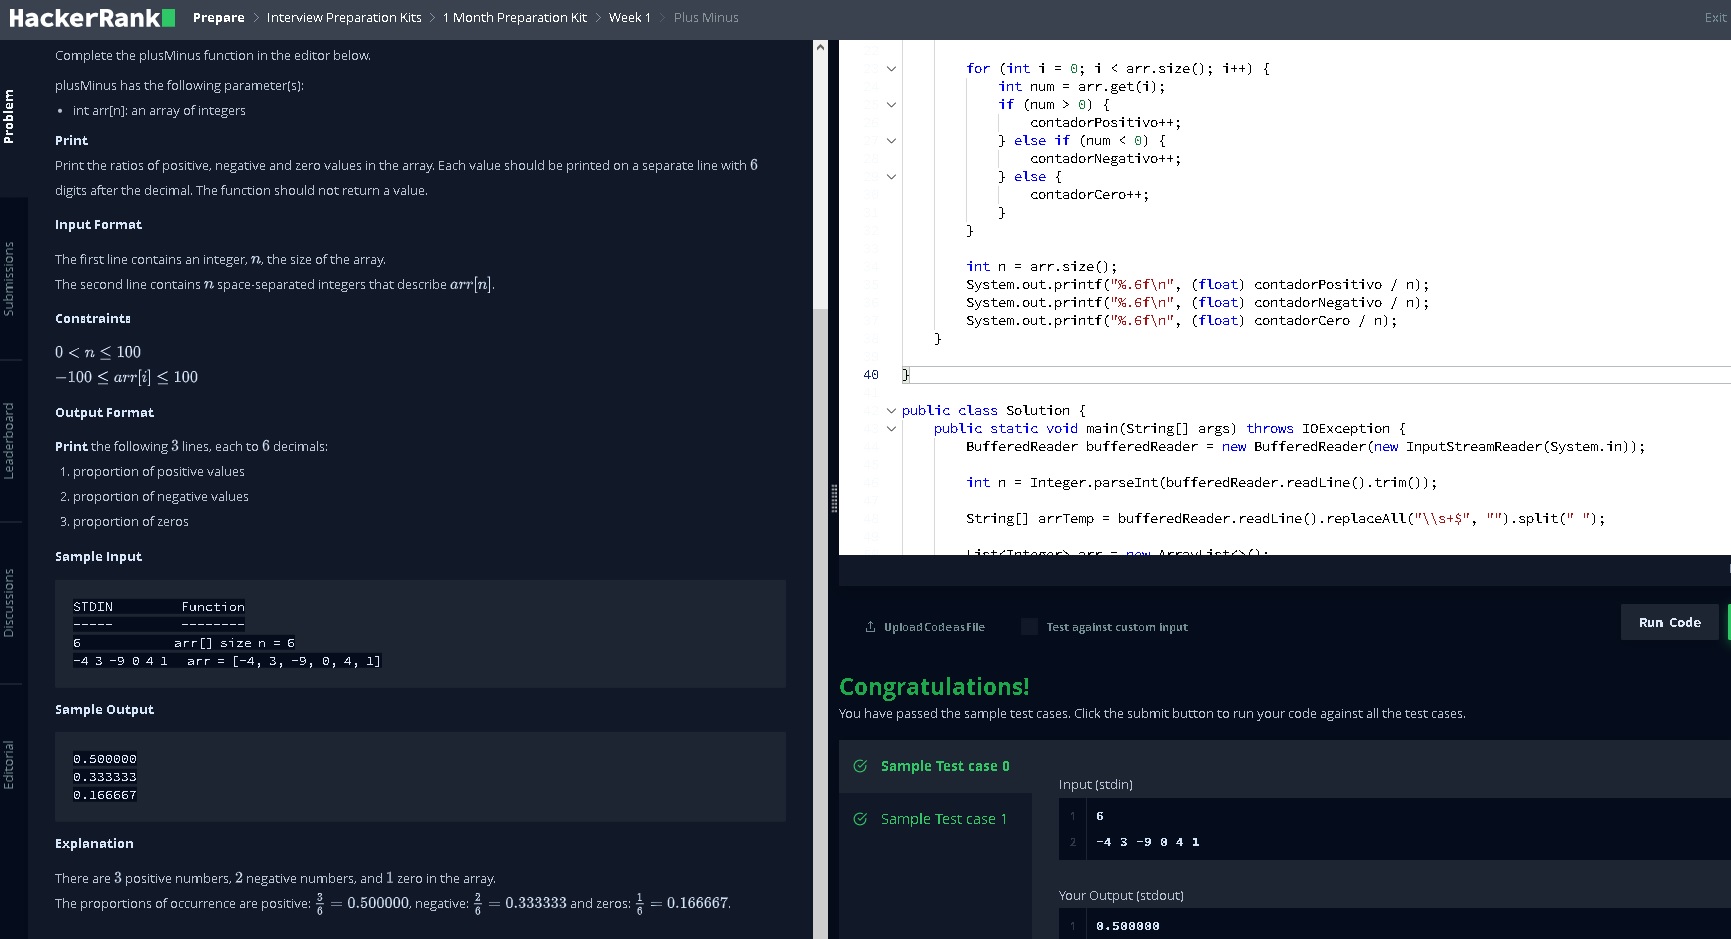 HackerRank Prepare > Interview Preparation Kits > 1 Month Preparation Kit > Week 1 > Plus Minus Exit
Problem
Submissions
Leaderboard
Discussions
Editorial
Complete the plusMinus function in the editor below.
plusMinus has the following parameter(s):
• int arr[n]: an array of integers
Print
Print the ratios of positive, negative and zero values in the array. Each value should be printed on a separate line with 6
digits after the decimal. The function should not return a value.
Input Format
The first line contains an integer, n, the size of the array.
The second line contains n space-separated integers that describe arr[n].
Constraints
0 < n ≤ 100
−100 ≤ arr[i] ≤ 100
Output Format
Print the following 3 lines, each to 6 decimals:
1. proportion of positive values
2. proportion of negative values
3. proportion of zeros
Sample Input
STDIN Function
----- --------
6 arr[] size n = 6
-4 3 -9 0 4 1 arr = [-4, 3, -9, 0, 4, 1]
Sample Output
0.500000
0.333333
0.166667
Explanation
There are 3 positive numbers, 2 negative numbers, and 1 zero in the array.
The proportions of occurrence are positive: 3/6 = 0.500000, negative: 2/6 = 0.333333 and zeros: 1/6 = 0.166667.
for (int i = 0; i < arr.size(); i++) {
int num = arr.get(i);
if (num > 0) {
contadorPositivo++;
} else if (num < 0) {
contadorNegativo++;
} else {
contadorCero++;
}
}
int n = arr.size();
System.out.printf("%.6f\n", (float) contadorPositivo / n);
System.out.printf("%.6f\n", (float) contadorNegativo / n);
System.out.printf("%.6f\n", (float) contadorCero / n);
}
40 }
public class Solution {
public static void main(String[] args) throws IOException {
BufferedReader bufferedReader = new BufferedReader(new InputStreamReader(System.in));
int n = Integer.parseInt(bufferedReader.readLine().trim());
String[] arrTemp = bufferedReader.readLine().replaceAll("\\s+$", "").split(" ");
List<Integer> arr = new ArrayList<>();
Upload Code as File Test against custom input Run Code
Congratulations!
You have passed the sample test cases. Click the submit button to run your code against all the test cases.
Sample Test case 0
Sample Test case 1
Input (stdin)
1 6
2 -4 3 -9 0 4 1
Your Output (stdout)
1 0.500000